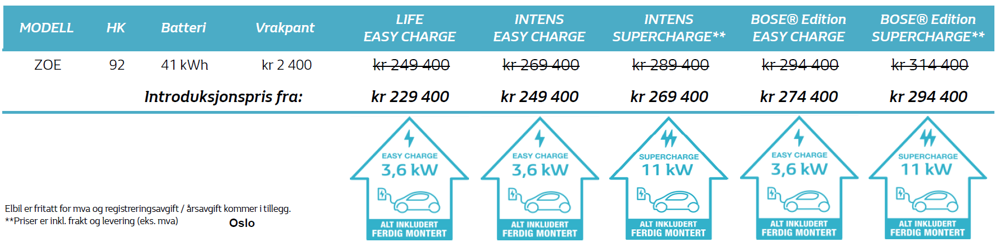 MODELL HK Batteri Vrakpant LIFE EASY CHARGE INTENS EASY CHARGE INTENS SUPERCHARGE** BOSE® Edition EASY CHARGE BOSE® Edition SUPERCHARGE**
ZOE 92 41 kWh kr 2 400 kr 249 400 kr 269 400 kr 289 400 kr 294 400 kr 314 400
Introduksjonspris fra: kr 229 400 kr 249 400 kr 269 400 kr 274 400 kr 294 400
EASY CHARGE EASY CHARGE SUPERCHARGE EASY CHARGE SUPERCHARGE
3,6 kW 3,6 kW 11 kW 3,6 kW 11 kW
Elbil er fritatt for mva og registreringsavgift / årsavgift kommer i tillegg.
**Priser er inkl. frakt og levering (eks. mva) Oslo
ALT INKLUDERT ALT INKLUDERT ALT INKLUDERT ALT INKLUDERT ALT INKLUDERT
FERDIG MONTERT FERDIG MONTERT FERDIG MONTERT FERDIG MONTERT FERDIG MONTERT